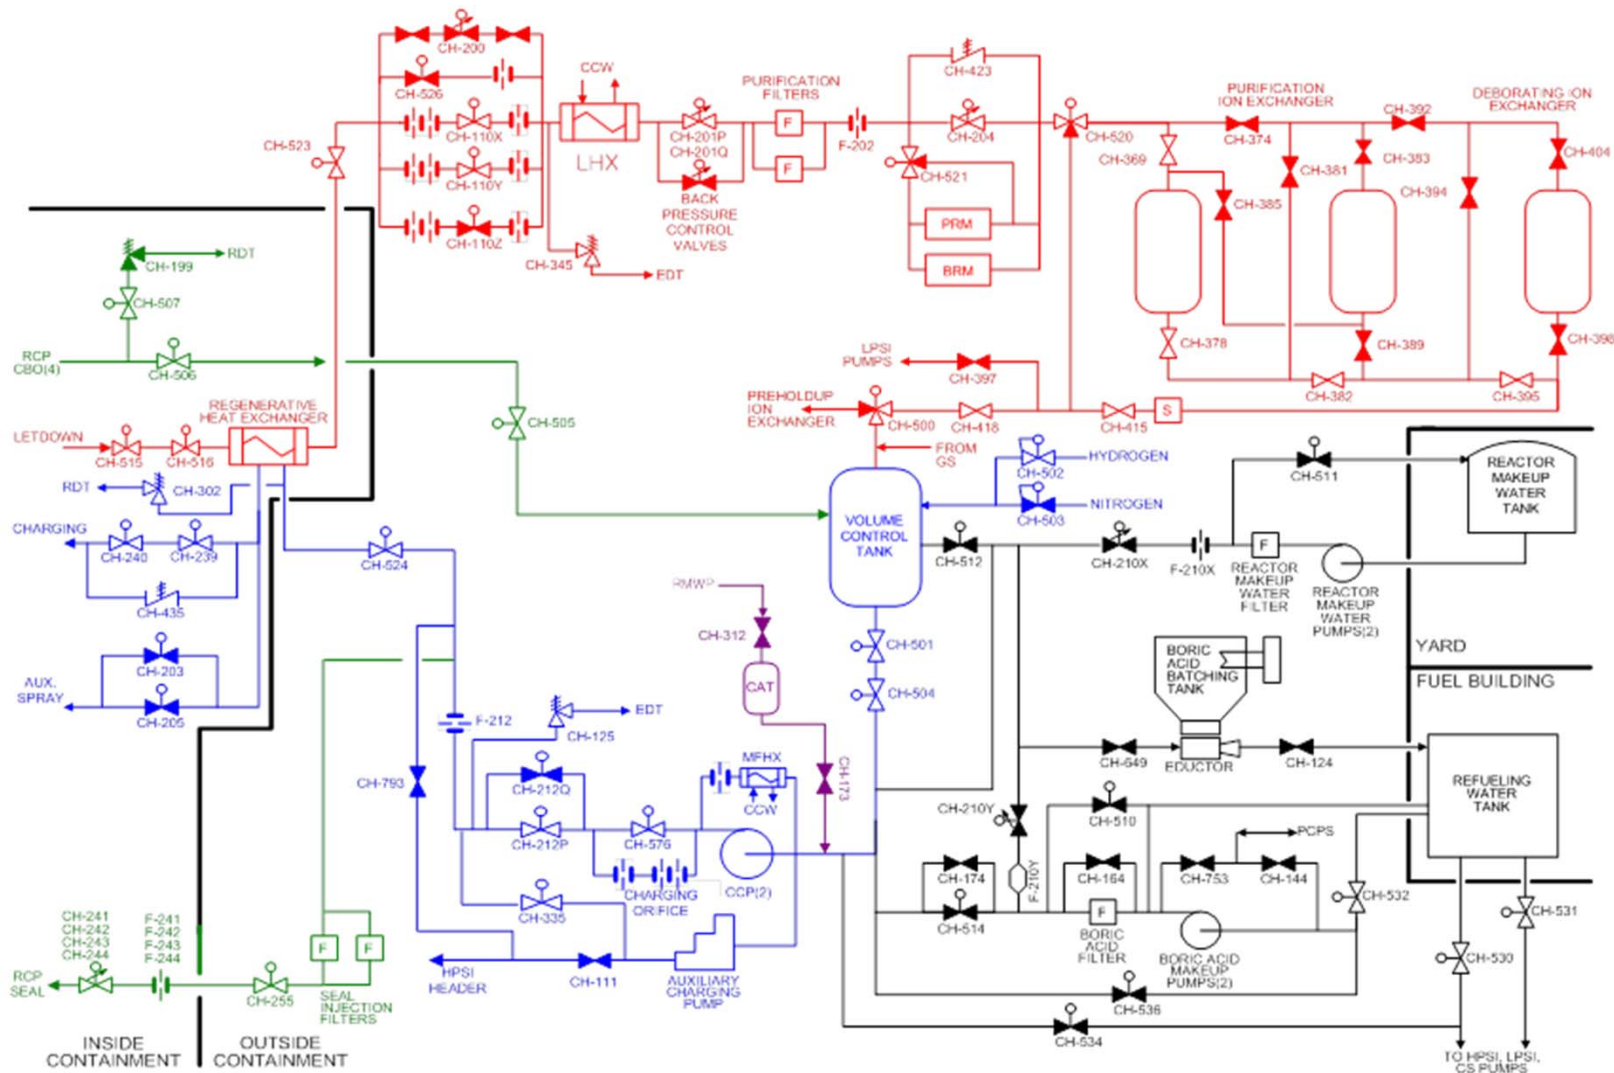 CH-200
CCW
CH-526
PURIFICATION
FILTERS
CH-423
PURIFICATION
ION EXCHANGER
CH-392
DEBORATING ION
EXCHANGER
CH-523
CH-110X
LHX
CH-201P
CH-201Q
F
F-202
CH-204
CH-520
CH-369
CH-374
CH-381
CH-383
CH-404
CH-110Y
F
CH-521
CH-385
CH-394
BACK
PRESSURE
CONTROL
VALVES
CH-110Z
PRM
BRM
CH-345
EDT
CH-199
RDT
CH-507
RCP
CBO(4)
CH-506
CH-378
CH-389
CH-398
LPSI
PUMPS
CH-397
CH-382
CH-395
REGENERATIVE
HEAT EXCHANGER
PREHOLDUP
ION
EXCHANGER
CH-500
CH-418
CH-415
S
CH-505
LETDOWN
CH-515
CH-516
FROM
GS
CH-502
HYDROGEN
CH-511
REACTOR
MAKEUP
WATER
TANK
RDT
CH-302
CH-503
NITROGEN
CHARGING
CH-240
CH-239
CH-524
VOLUME
CONTROL
TANK
CH-512
CH-210X
F-210X
F
REACTOR
MAKEUP
WATER
FILTER
REACTOR
MAKEUP
WATER
PUMPS(2)
CH-435
RMWP
CH-312
CH-501
YARD
FUEL BUILDING
CH-203
AUX.
SPRAY
CH-205
CAT
CH-504
BORIC
ACID
BATCHING
TANK
F-212
EDT
CH-125
CH-649
EDUCTOR
CH-124
REFUELING
WATER
TANK
CH-793
CH-212Q
MFHX
CCW
CH-173
CH-210Y
CH-510
PCPS
CH-212P
CH-576
CHARGING
ORIFICE
CCP(2)
CH-174
F-210Y
CH-164
CH-753
CH-144
CH-532
CH-335
CH-514
F
BORIC
ACID
FILTER
BORIC ACID
MAKEUP
PUMPS(2)
CH-531
CH-530
CH-241
CH-242
CH-243
CH-244
F-241
F-242
F-243
F-244
F
F
RCP
SEAL
CH-255
SEAL
INJECTION
FILTERS
HPSI
HEADER
CH-111
AUXILIARY
CHARGING
PUMP
CH-536
CH-534
INSIDE
CONTAINMENT
OUTSIDE
CONTAINMENT
TO HPSI, LPSI,
CS PUMPS